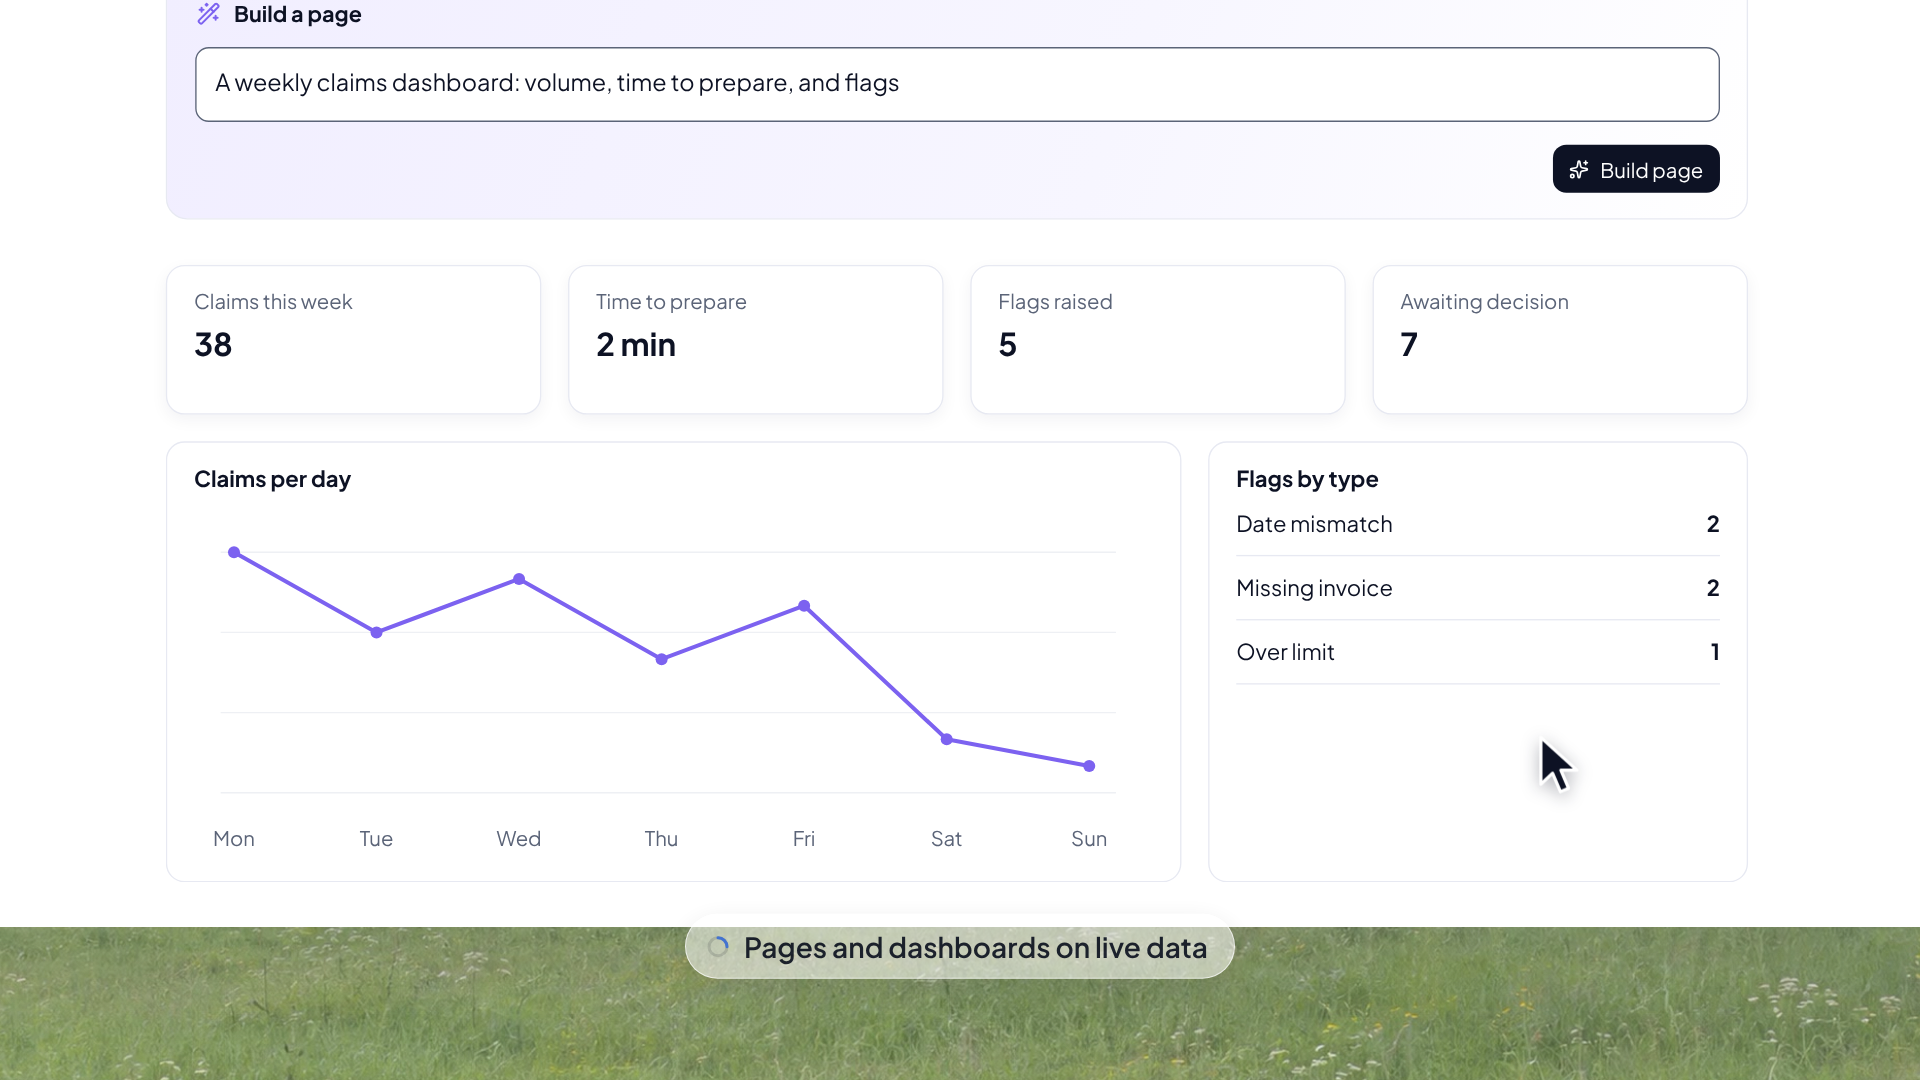 Build a page
A weekly claims dashboard: volume, time to prepare, and flags
Build page
Claims this week
38
Time to prepare
2 min
Flags raised
5
Awaiting decision
7
Claims per day
Mon Tue Wed Thu Fri Sat Sun
Flags by type
Date mismatch 2
Missing invoice 2
Over limit 1
Pages and dashboards on live data